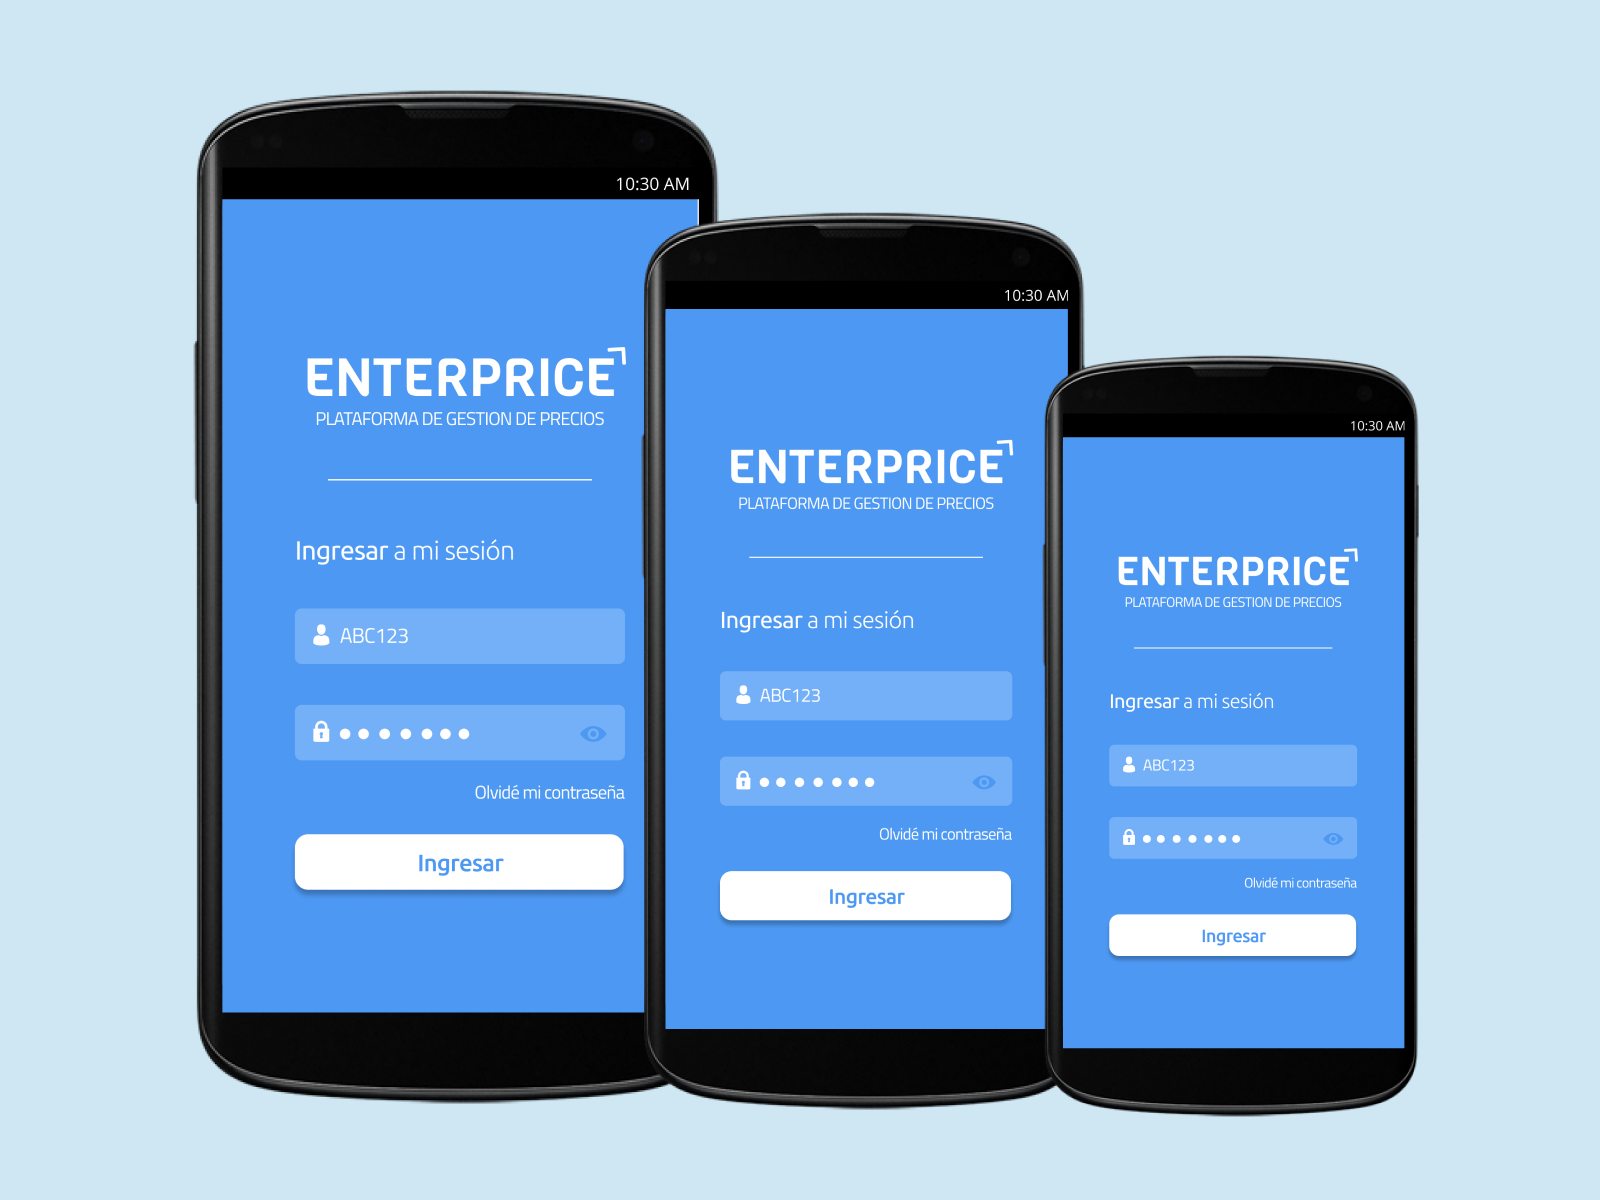 10:30 AM
ENTERPRICE
PLATAFORMA DE GESTION DE PRECIOS
Ingresar a mi sesión
ABC123
Olvidé mi contraseña
Ingresar
10:30 AM
ENTERPRICE
PLATAFORMA DE GESTION DE PRECIOS
Ingresar a mi sesión
ABC123
Olvidé mi contraseña
Ingresar
10:30 AM
ENTERPRICE
PLATAFORMA DE GESTION DE PRECIOS
Ingresar a mi sesión
ABC123
Olvidé mi contraseña
Ingresar